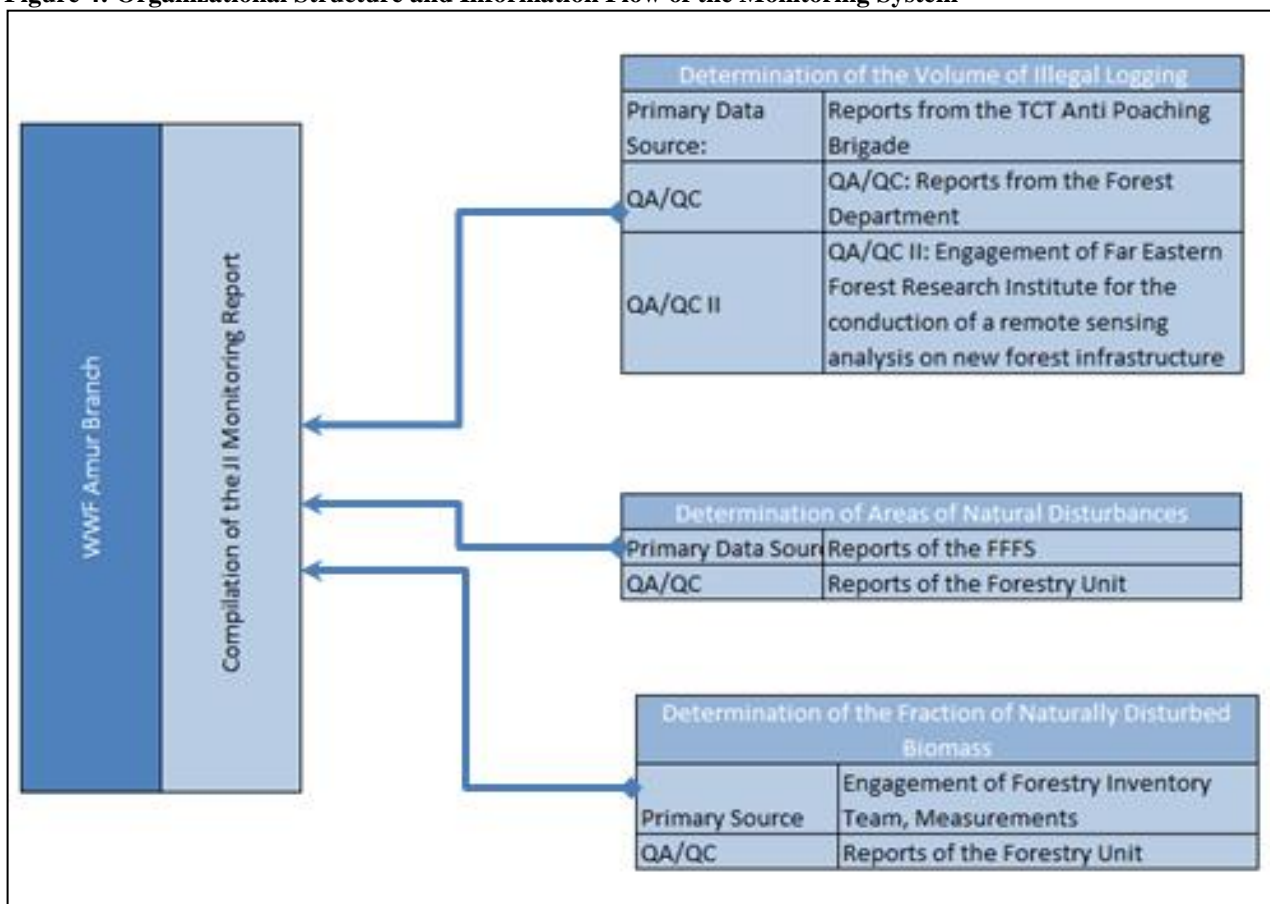 Figure 4: Organizational Structure and Information Flow of the Monitoring System
WWF Amur Branch
Compilation of the JI Monitoring Report
Determination of the Volume of Illegal Logging
Primary Data
Source:
Reports from the TCT Anti Poaching
Brigade
QA/QC
QA/QC: Reports from the Forest
Department
QA/QC II
QA/QC II: Engagement of Far Eastern
Forest Research Institute for the
conduction of a remote sensing
analysis on new forest infrastructure
Determination of Areas of Natural Disturbances
Primary Data Sour Reports of the FFFS
QA/QC Reports of the Forestry Unit
Determination of the Fraction of Naturally Disturbed
Biomass
Primary Source
Engagement of Forestry Inventory
Team, Measurements
QA/QC Reports of the Forestry Unit